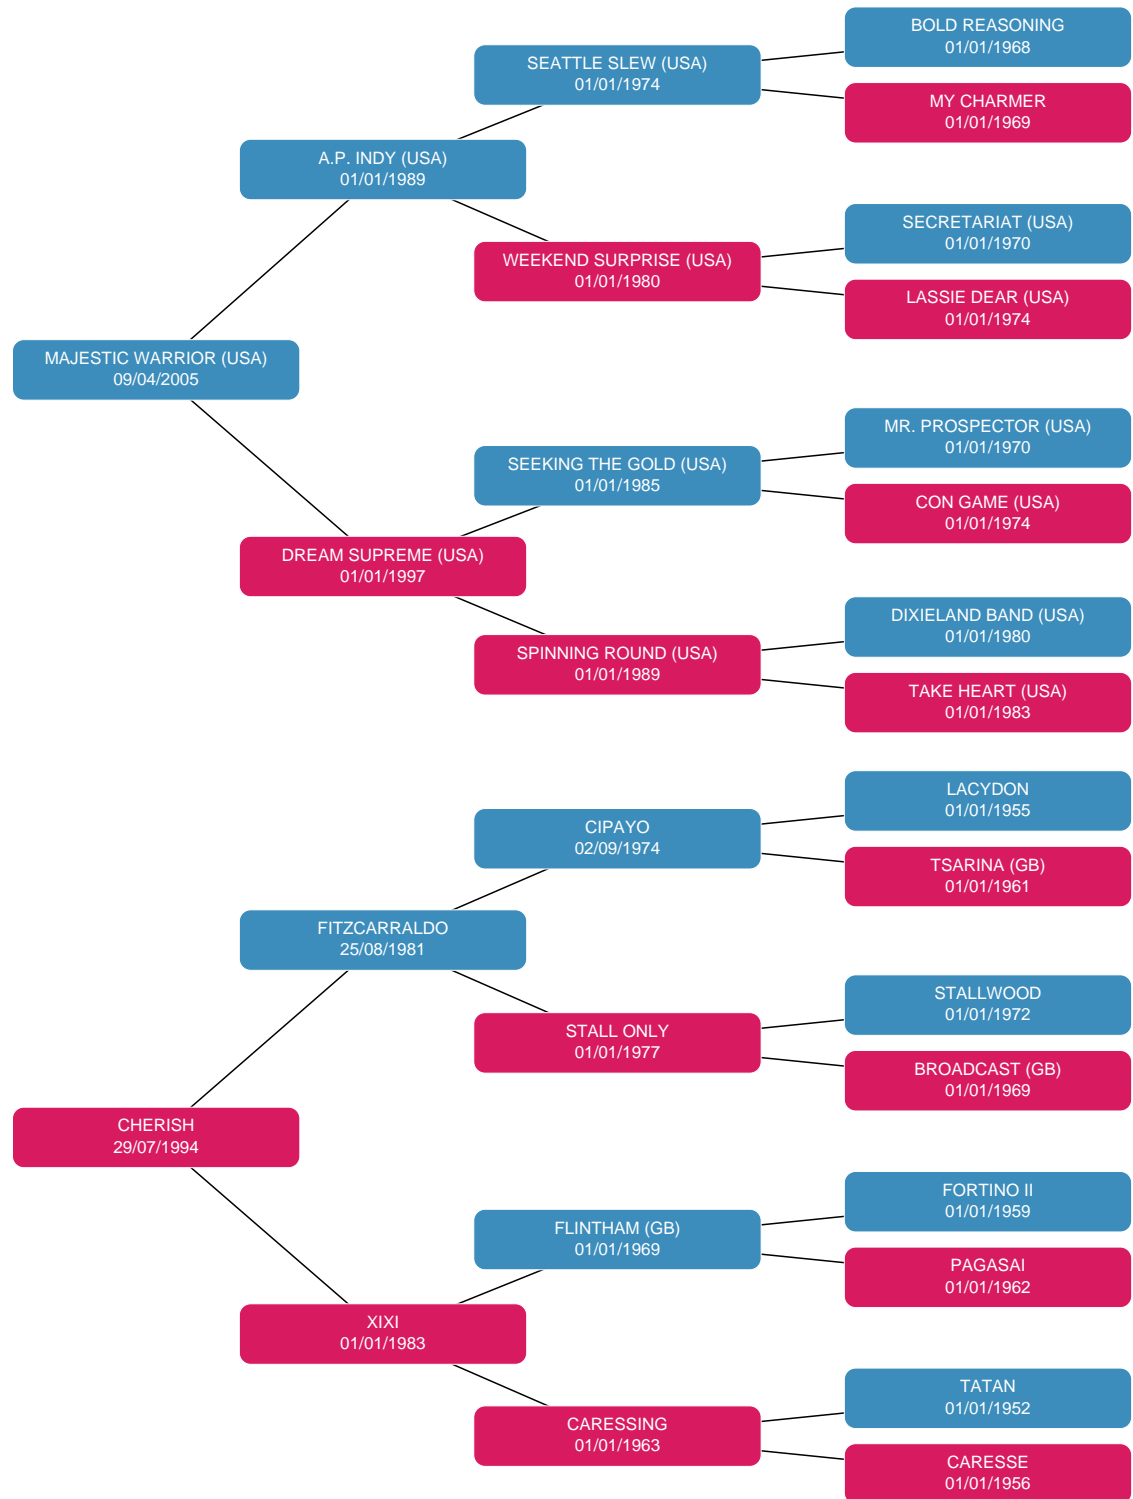 BOLD REASONING
01/01/1968
SEATTLE SLEW (USA)
01/01/1974
MY CHARMER
01/01/1969
A.P. INDY (USA)
01/01/1989
SECRETARIAT (USA)
01/01/1970
WEEKEND SURPRISE (USA)
01/01/1980
LASSIE DEAR (USA)
01/01/1974
MAJESTIC WARRIOR (USA)
09/04/2005
MR. PROSPECTOR (USA)
01/01/1970
SEEKING THE GOLD (USA)
01/01/1985
CON GAME (USA)
01/01/1974
DREAM SUPREME (USA)
01/01/1997
DIXIELAND BAND (USA)
01/01/1980
SPINNING ROUND (USA)
01/01/1989
TAKE HEART (USA)
01/01/1983
LACYDON
01/01/1955
CIPAYO
02/09/1974
TSARINA (GB)
01/01/1961
FITZCARRALDO
25/08/1981
STALLWOOD
01/01/1972
STALL ONLY
01/01/1977
BROADCAST (GB)
01/01/1969
CHERISH
29/07/1994
FORTINO II
01/01/1959
FLINTHAM (GB)
01/01/1969
PAGASAI
01/01/1962
XIXI
01/01/1983
TATAN
01/01/1952
CARESSING
01/01/1963
CARESSE
01/01/1956